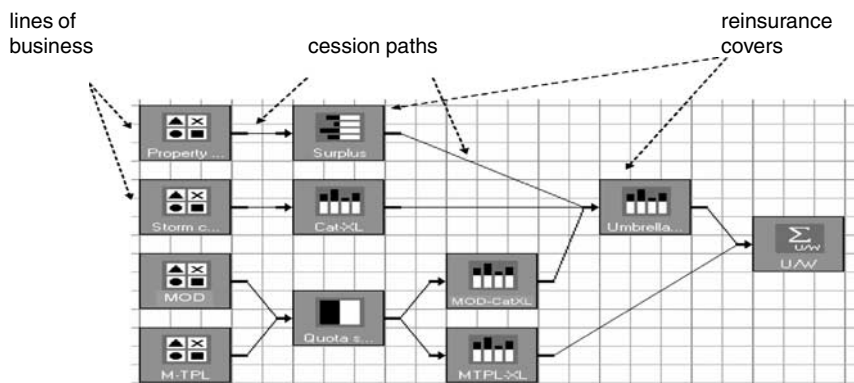 lines of
business
cession paths
reinsurance
covers
Property ...
Surplus
Storm c...
Cat-XL
Umbrella...
Σ
U/W
U/W
MOD
MOD-CatXL
Quota s...
M-TPL
MTPL-XL